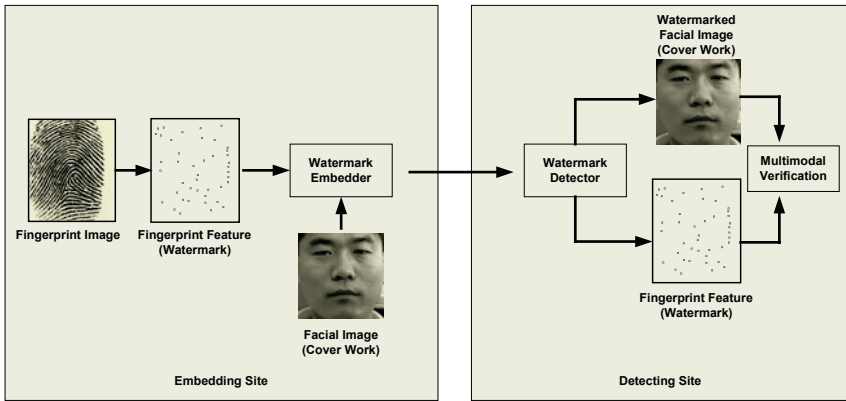 Fingerprint Image
Fingerprint Feature
(Watermark)
Watermark
Embedder
Facial Image
(Cover Work)
Embedding Site
Watermarked
Facial Image
(Cover Work)
Watermark
Detector
Multimodal
Verification
Fingerprint Feature
(Watermark)
Detecting Site